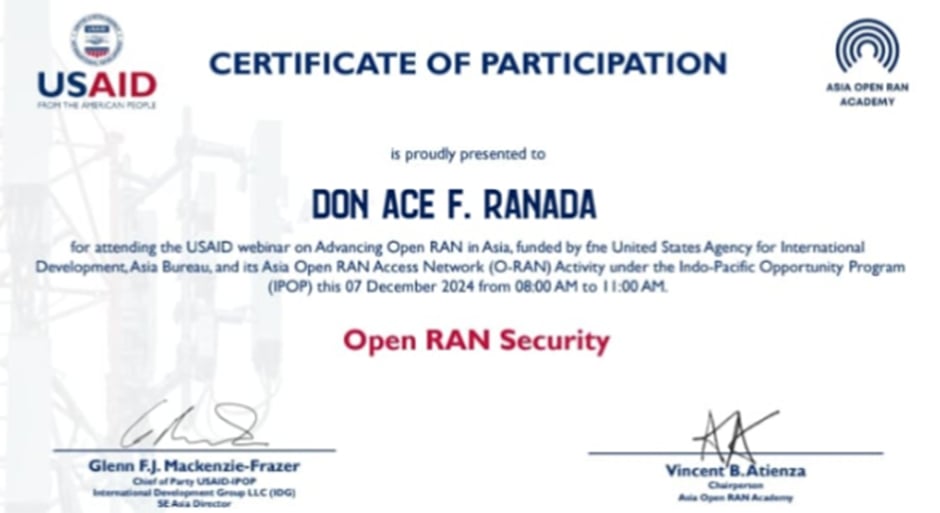 USAID
FROM THE AMERICAN PEOPLE
CERTIFICATE OF PARTICIPATION
ASIA OPEN RAN
ACADEMY
is proudly presented to
DON ACE F. RANADA
for attending the USAID webinar on Advancing Open RAN in Asia, funded by the United States Agency for International
Development, Asia Bureau, and its Asia Open RAN Access Network (O-RAN) Activity under the Indo-Pacific Opportunity Program
(IPOP) this 07 December 2024 from 08:00 AM to 11:00 AM.
Open RAN Security
Glenn F.J. Mackenzie-Frazer
Chief of Party USAID-IPOP
International Development Group LLC (IDG)
SE Asia Director
Vincent B. Atienza
Chairperson
Asia Open RAN Academy